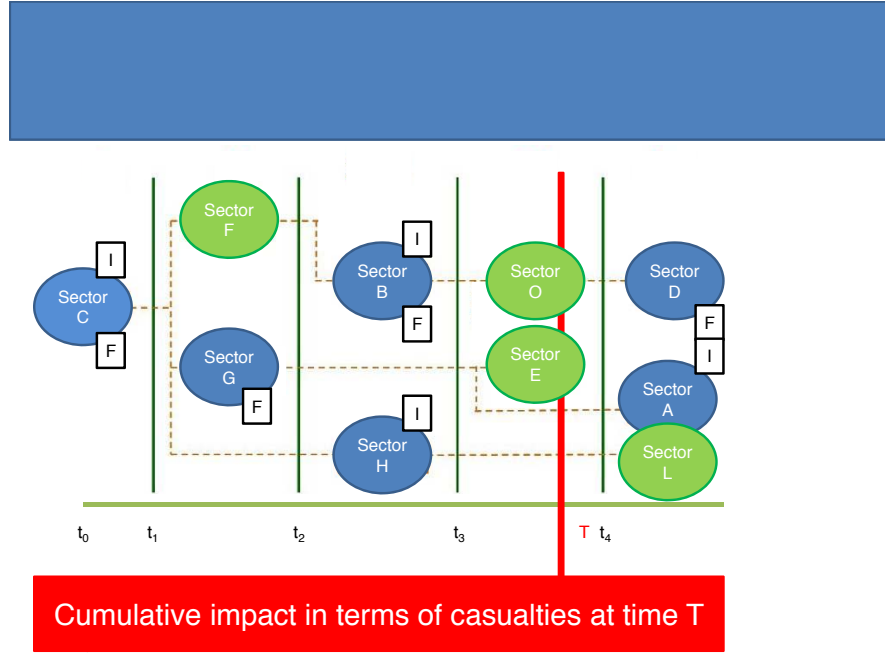 Sector
F
I
I
Sector
C
F
Sector
B
F
Sector
O
Sector
D
F
I
Sector
G
F
Sector
E
Sector
A
I
Sector
H
Sector
L
t0 t1 t2 t3 T t4
Cumulative impact in terms of casualties at time T